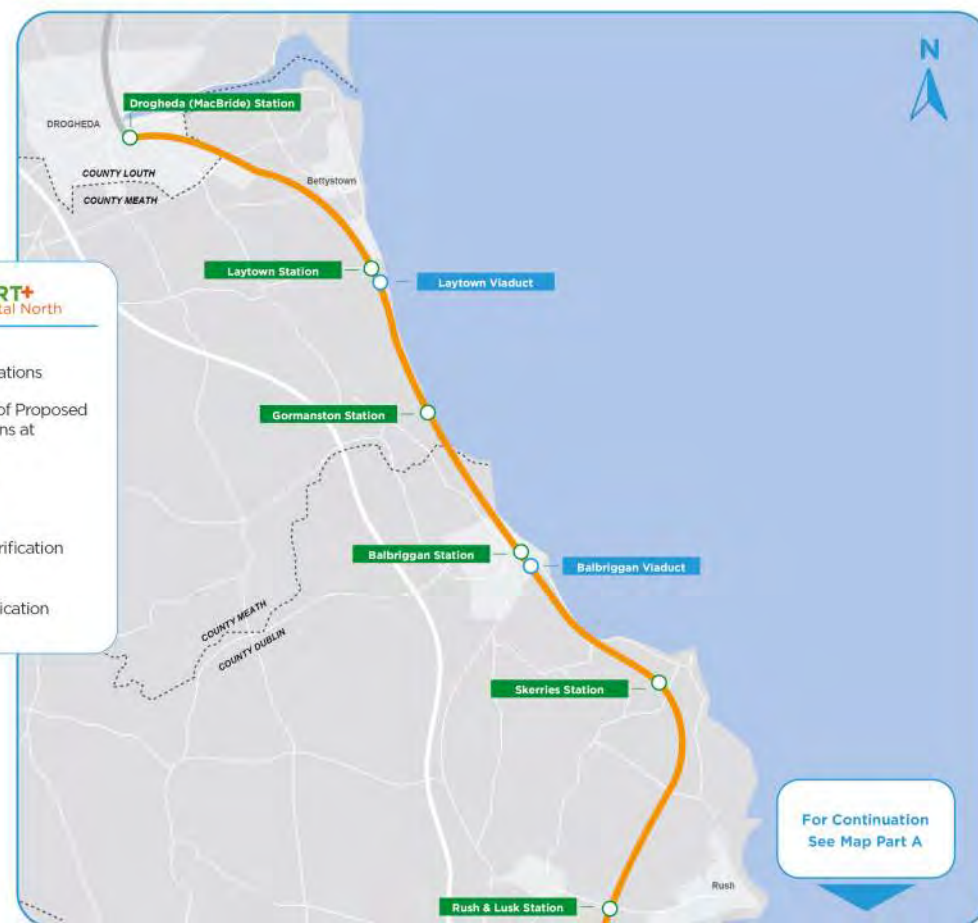 N
Drogheda (MacBride) Station
DROGHEDA
COUNTY LOUTH
COUNTY MEATH
Bettystown
Laytown Station
Laytown Viaduct
RT+
tal North
ations
of Proposed
ns at
rification
ication
Gormanston Station
Balbriggan Station
Balbriggan Viaduct
COUNTY MEATH
COUNTY DUBLIN
Skerries Station
For Continuation
See Map Part A
Rush
Rush & Lusk Station